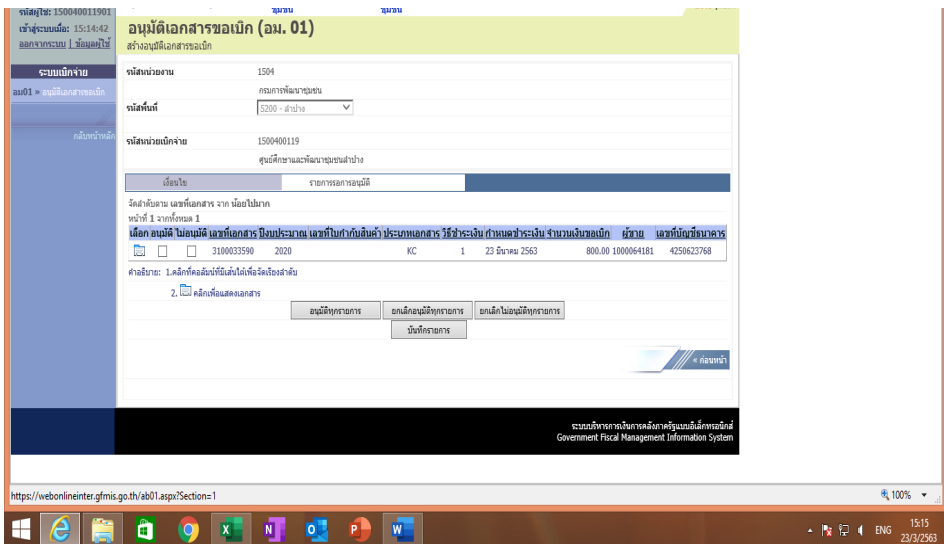 รหัสผู้ใช้: 150040011901
ชุมชน
ชุมชน
เข้าสู่ระบบเมื่อ: 15:14:42
ออกจากระบบ | ข้อมูลผู้ใช้
อนุมัติเอกสารขอเบิก (อม. 01)
สร้างอนุมัติเอกสารขอเบิก
ระบบเบิกจ่าย
อม01 » อนุมัติเอกสารขอเบิก
กลับหน้าหลัก
รหัสหน่วยงาน 1504
กรมการพัฒนาชุมชน
รหัสพื้นที่ 5200 - ลำปาง
รหัสหน่วยเบิกจ่าย 1500400119
ศูนย์ศึกษาและพัฒนาชุมชนลำปาง
เงื่อนไข รายการรอการอนุมัติ
จัดลำดับตาม เลขที่เอกสาร จาก น้อยไปมาก
หน้าที่ 1 จากทั้งหมด 1
เลือก อนุมัติ ไม่อนุมัติ เลขที่เอกสาร ปีงบประมาณ เลขที่ใบกำกับสินค้า ประเภทเอกสาร วิธีชำระเงิน กำหนดชำระเงิน จำนวนเงินขอเบิก ผู้ขาย เลขที่บัญชีธนาคาร
3100033590 2020 KC 1 23 มีนาคม 2563 800.00 1000064181 4250623768
คำอธิบาย: 1.คลิกที่คอลัมน์ที่มีเส้นใต้เพื่อจัดเรียงลำดับ
2. คลิกเพื่อแสดงเอกสาร
อนุมัติทุกรายการ ยกเลิกอนุมัติทุกรายการ ยกเลิกไม่อนุมัติทุกรายการ
บันทึกรายการ
« ก่อนหน้า
ระบบบริหารการเงินการคลังภาครัฐแบบอิเล็กทรอนิกส์
Government Fiscal Management Information System
https://webonlineinter.gfmis.go.th/ab01.aspx?Section=1
100%
ENG
15:15
23/3/2563